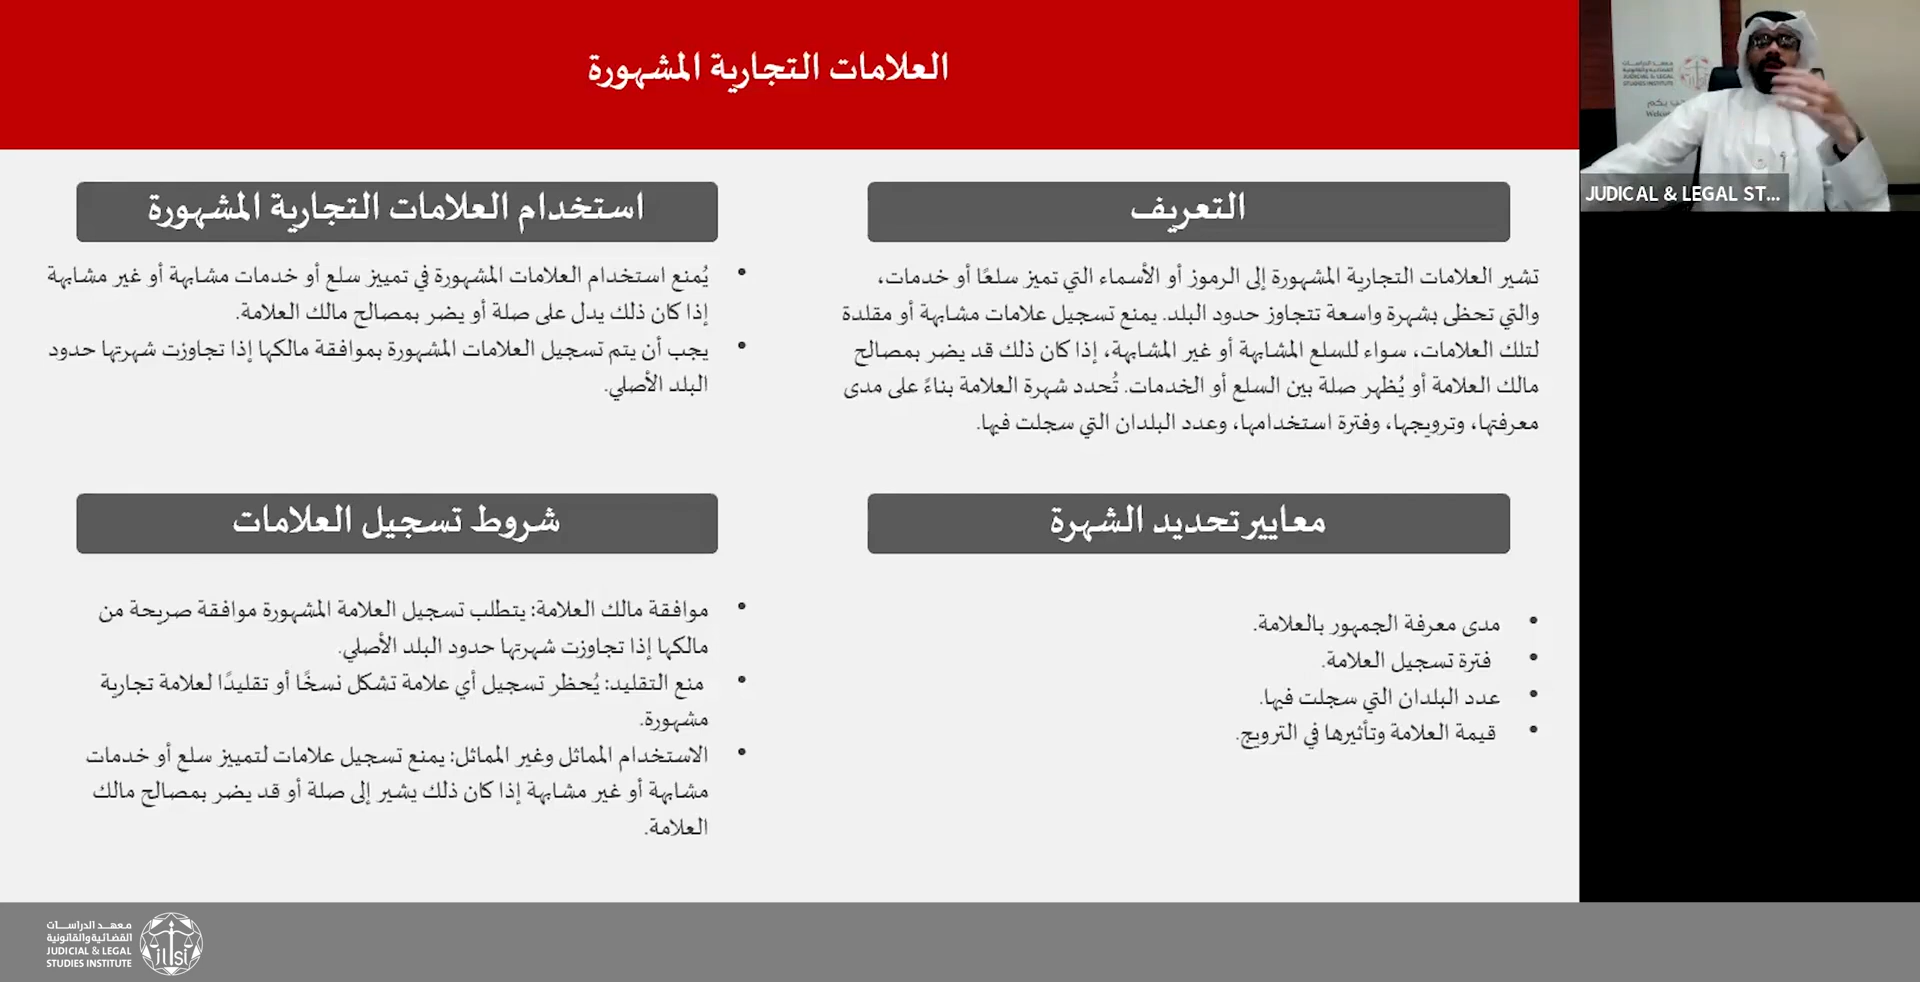 العلامات التجارية المشهورة
التعريف
تشير العلامات التجارية المشهورة إلى الرموز أو الأسماء التي تميز سلعًا أو خدمات،
والتي تحظى بشهرة واسعة تتجاوز حدود البلد. يمنع تسجيل علامات مشابهة أو مقلدة
لتلك العلامات، سواء للسلع المشابهة أو غير المشابهة، إذا كان ذلك قد يضر بمصالح
مالك العلامة أو يُظهر صلة بين السلع أو الخدمات. تُحدد شهرة العلامة بناءً على مدى
معرفتها، وترويجها، وفترة استخدامها، وعدد البلدان التي سجلت فيها.
استخدام العلامات التجارية المشهورة
• يُمنع استخدام العلامات المشهورة في تمييز سلع أو خدمات مشابهة أو غير مشابهة
إذا كان ذلك يدل على صلة أو يضر بمصالح مالك العلامة.
• يجب أن يتم تسجيل العلامات المشهورة بموافقة مالكها إذا تجاوزت شهرتها حدود
البلد الأصلي.
معايير تحديد الشهرة
• مدى معرفة الجمهور بالعلامة.
• فترة تسجيل العلامة.
• عدد البلدان التي سجلت فيها.
• قيمة العلامة وتأثيرها في الترويج.
شروط تسجيل العلامات
• موافقة مالك العلامة: يتطلب تسجيل العلامة المشهورة موافقة صريحة من
مالكها إذا تجاوزت شهرتها حدود البلد الأصلي.
• منع التقليد: يُحظر تسجيل أي علامة تشكل نسخًا أو تقليدًا لعلامة تجارية
مشهورة.
• الاستخدام المماثل وغير المماثل: يمنع تسجيل علامات لتمييز سلع أو خدمات
مشابهة أو غير مشابهة إذا كان ذلك يشير إلى صلة أو قد يضر بمصالح مالك
العلامة.
معهد الدراسات
القضائية والقانونية
JUDICIAL & LEGAL
STUDIES INSTITUTE
JUDICAL & LEGAL ST...
معهد الدراسات
القضائية والقانونية
JUDICIAL & LEGAL
STUDIES INSTITUTE